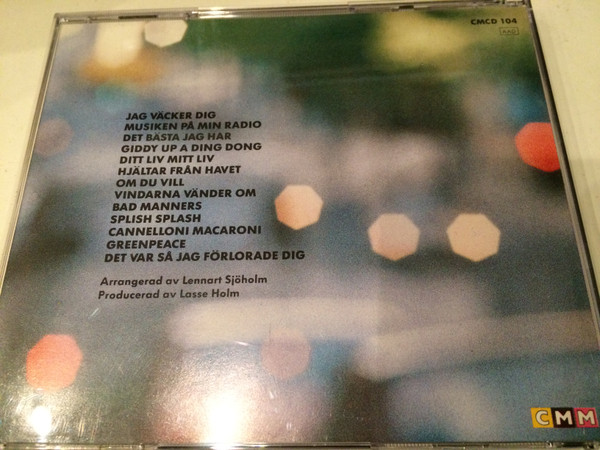 CMCD 104
AAD
JAG VÄCKER DIG
MUSIKEN PÅ MIN RADIO
DET BÄSTA JAG HAR
GIDDY UP A DING DONG
DITT LIV MITT LIV
HJÄLTAR FRÅN HAVET
OM DU VILL
VINDARNA VÄNDER OM
BAD MANNERS
SPLISH SPLASH
CANNELLONI MACARONI
GREENPEACE
DET VAR SÅ JAG FÖRLORADE DIG
Arrangerad av Lennart Sjöholm
Producerad av Lasse Holm
CMM